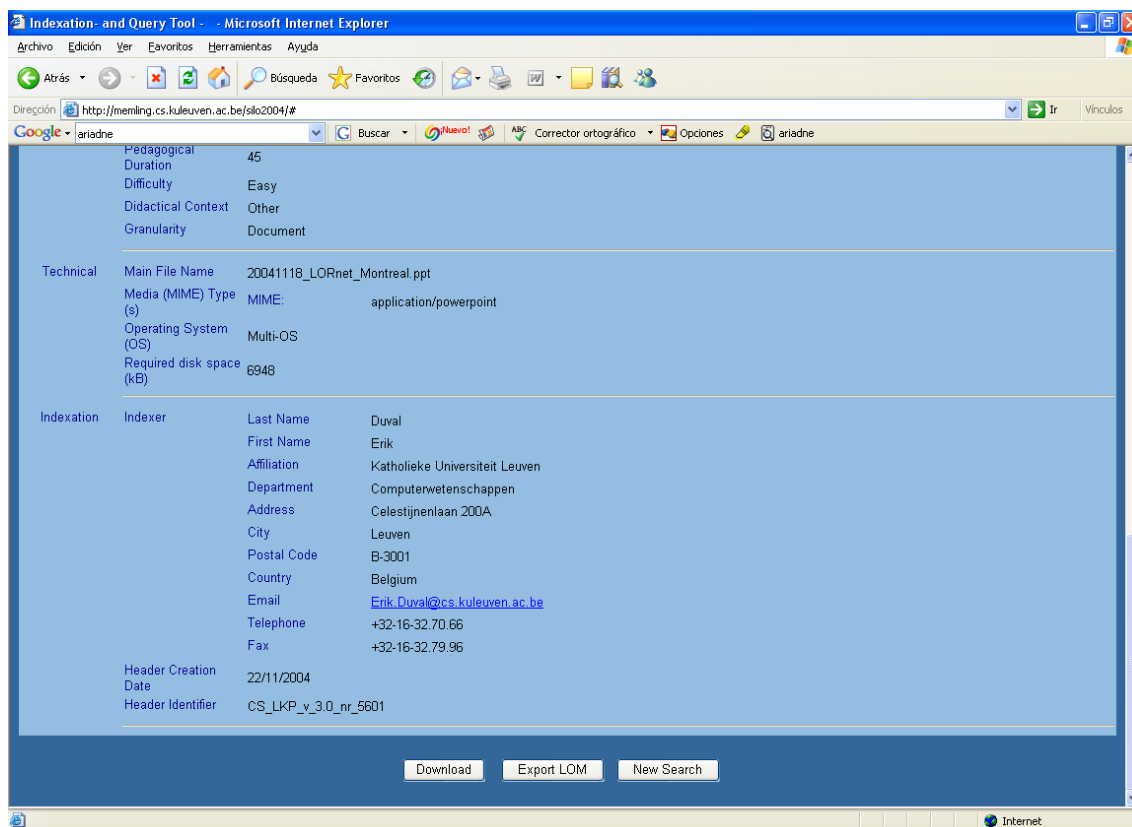 Indexation- and Query Tool - - Microsoft Internet Explorer
Archivo Edición Ver Favoritos Herramientas Ayuda
Atrás Búsqueda Favoritos
Dirección http://memling.cs.kuleuven.ac.be/silo2004/# Ir Vínculos
Google ariadne Buscar ¡Nuevo! ABC Corrector ortográfico Opciones ariadne
Pedagogical Duration 45
Difficulty Easy
Didactical Context Other
Granularity Document
Technical Main File Name 20041118_LORnet_Montreal.ppt
Media (MIME) Type (s) MIME: application/powerpoint
Operating System (OS) Multi-OS
Required disk space (kB) 6948
Indexation Indexer Last Name Duval
First Name Erik
Affiliation Katholieke Universiteit Leuven
Department Computerwetenschappen
Address Celestijnenlaan 200A
City Leuven
Postal Code B-3001
Country Belgium
Email Erik.Duval@cs.kuleuven.ac.be
Telephone +32-16-32.70.66
Fax +32-16-32.79.96
Header Creation Date 22/11/2004
Header Identifier CS_LKP_v_3.0_nr_5601
Download Export LOM New Search
Internet